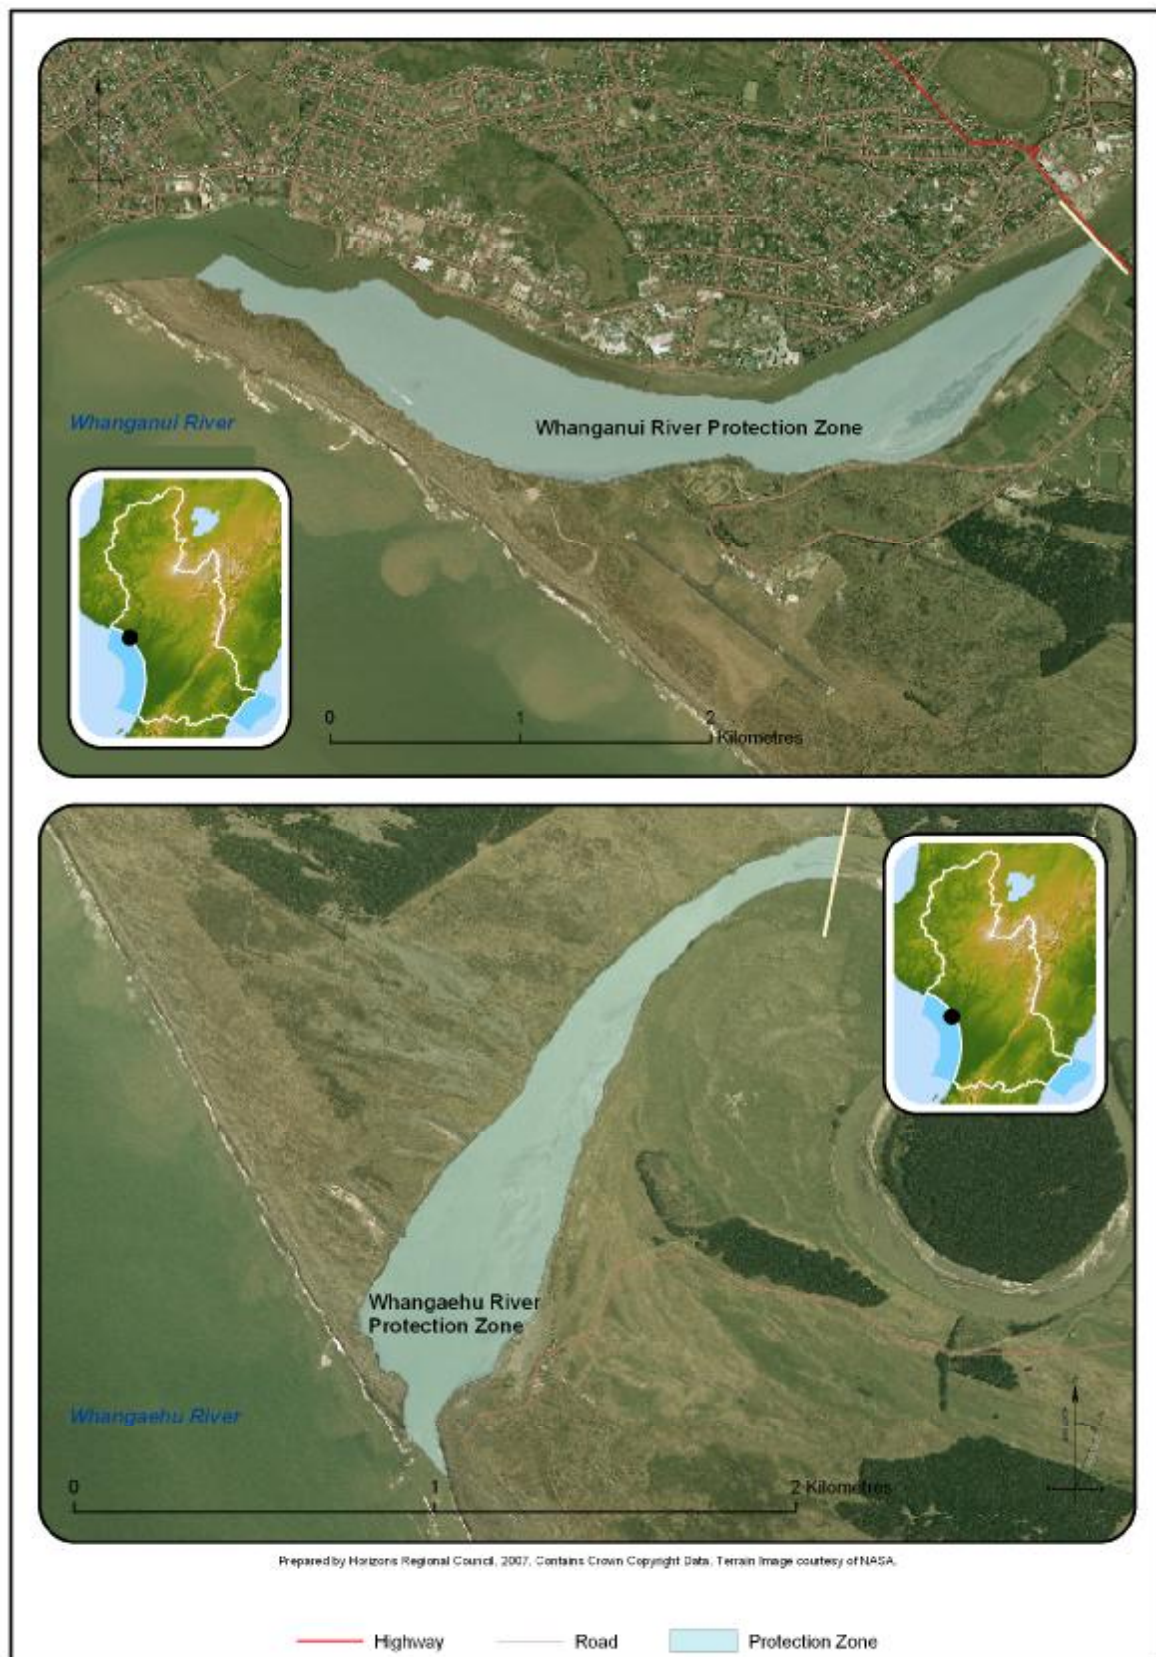 Whanganui River
Whanganui River Protection Zone
0 1 2
Kilometres
Whangaehu River
Protection Zone
Whangaehu River
0 1 2 Kilometres
Prepared by Horizons Regional Council, 2007. Contains Crown Copyright Data. Terrain Image courtesy of NASA.
Highway Road Protection Zone